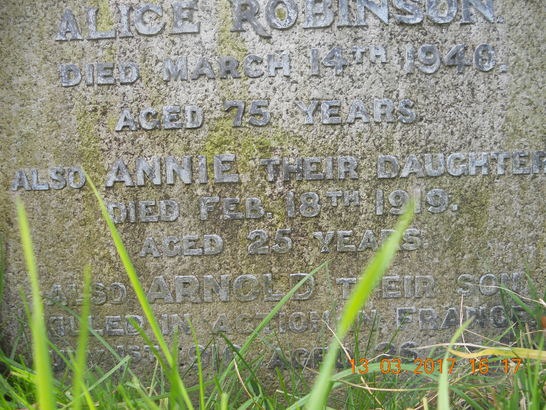 ALICE ROBINSON
DIED MARCH 14TH 1940.
AGED 75 YEARS.
ALSO ANNIE THEIR DAUGHTER
DIED FEB. 18TH 1919.
AGED 25 YEARS
ALSO ARNOLD THEIR SON
KILLED IN ACTION IN FRANCE
AGED
13 03 2017 16 17